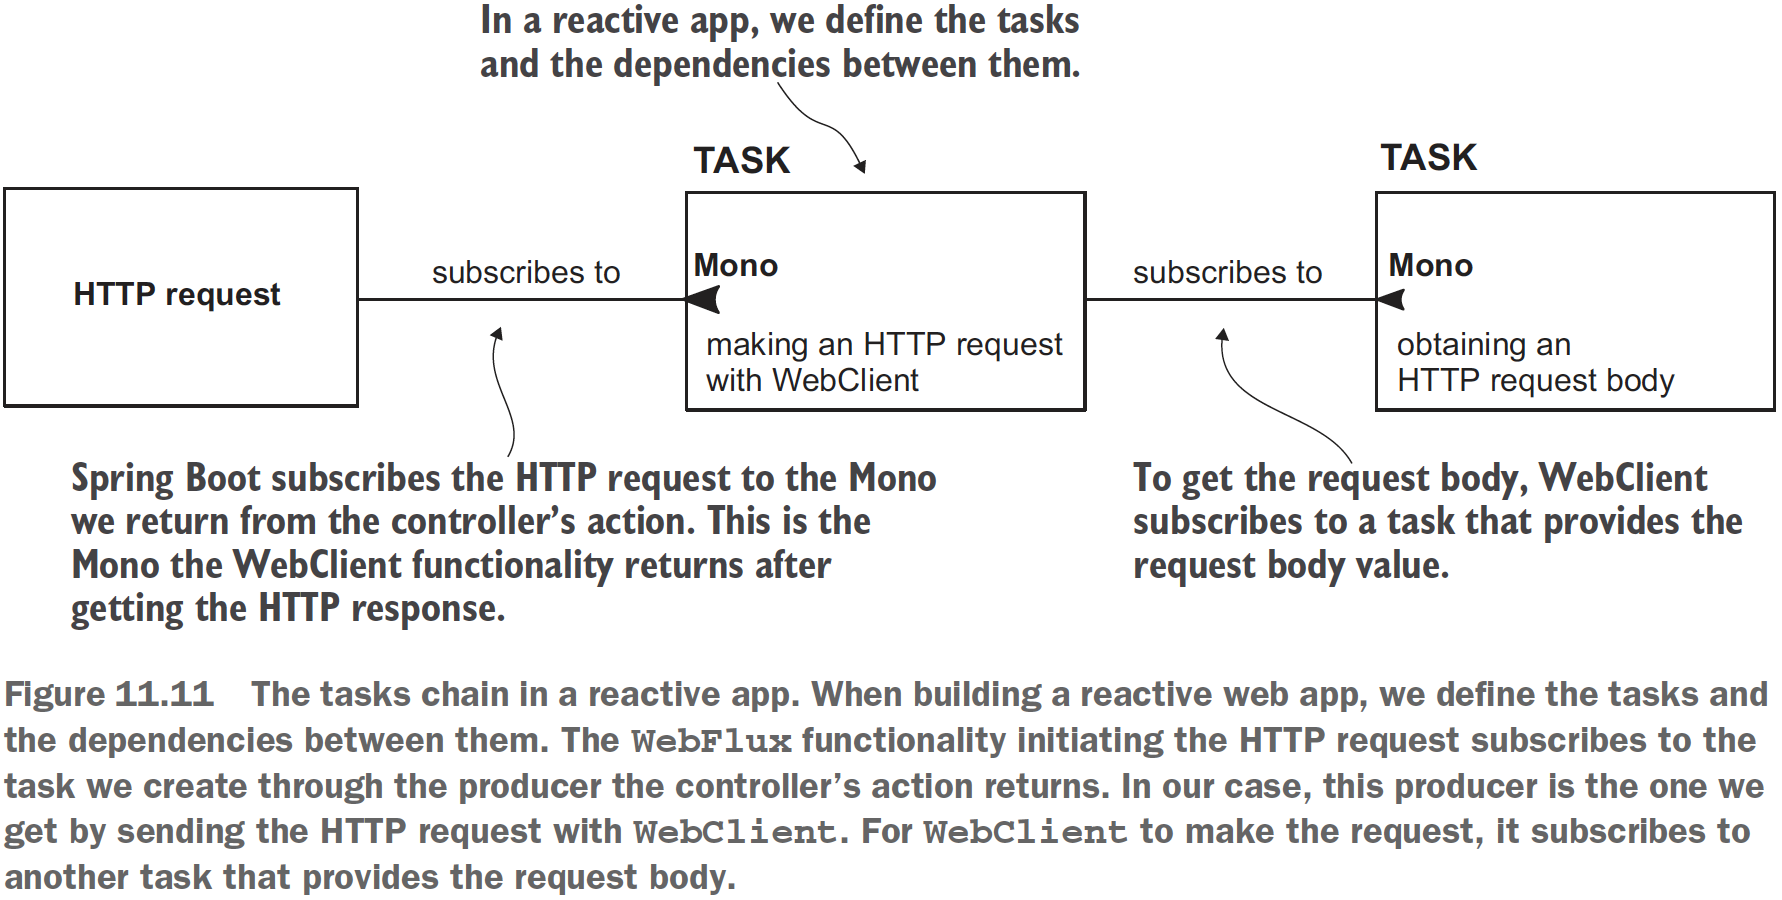 In a reactive app, we define the tasks
and the dependencies between them.
TASK
TASK
HTTP request
subscribes to
Mono
making an HTTP request
with WebClient
subscribes to
Mono
obtaining an
HTTP request body
Spring Boot subscribes the HTTP request to the Mono
we return from the controller's action. This is the
Mono the WebClient functionality returns after
getting the HTTP response.
To get the request body, WebClient
subscribes to a task that provides the
request body value.
Figure 11.11 The tasks chain in a reactive app. When building a reactive web app, we define the tasks and
the dependencies between them. The WebFlux functionality initiating the HTTP request subscribes to the
task we create through the producer the controller's action returns. In our case, this producer is the one we
get by sending the HTTP request with WebClient. For WebClient to make the request, it subscribes to
another task that provides the request body.